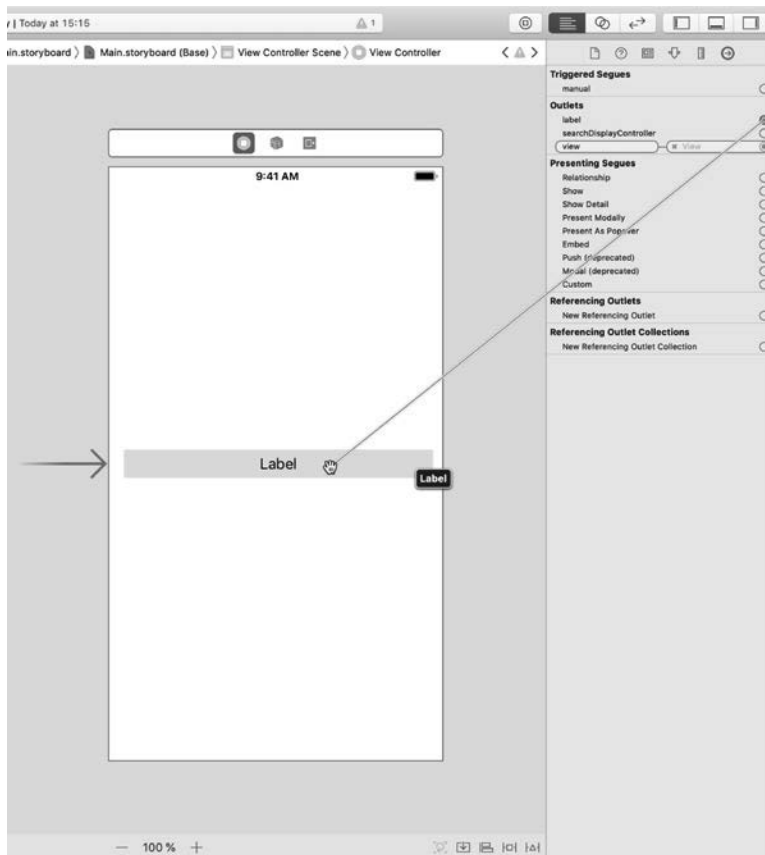 / | Today at 15:15
1
ain.storyboard 〉 Main.storyboard (Base) 〉 View Controller Scene 〉 View Controller
Triggered Segues
manual
Outlets
label
searchDisplayController
view
View
Presenting Segues
Relationship
Show
Show Detail
Present Modally
Present As Popover
Embed
Push (deprecated)
Modal (deprecated)
Custom
Referencing Outlets
New Referencing Outlet
Referencing Outlet Collections
New Referencing Outlet Collection
9:41 AM
Label
Label
— 100 % +